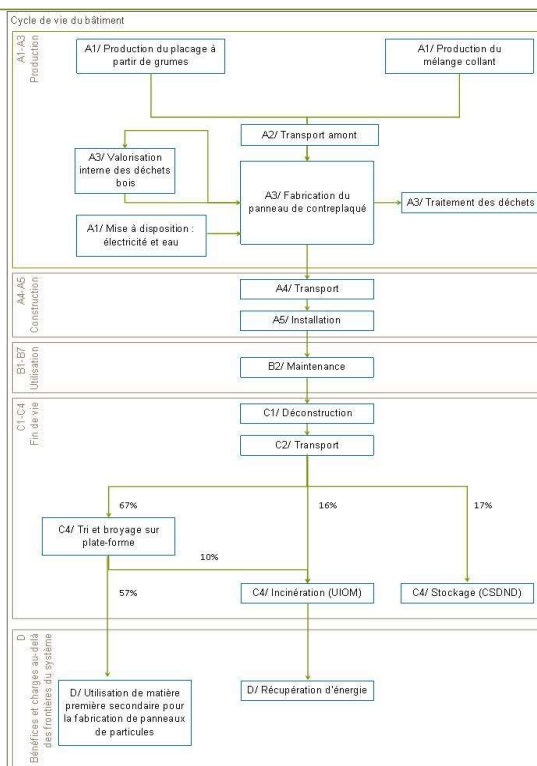 Cycle de vie du bâtiment
A1-A3
Production
A1/ Production du placage à
partir de grumes
A1/ Production du
mélange collant
A2/ Transport amont
A3/ Valorisation
interne des déchets
bois
A3/ Fabrication du
panneau de contreplaqué
A3/ Traitement des déchets
A1/ Mise à disposition :
électricité et eau
A4-A5
Construction
A4/ Transport
A5/ Installation
B1-B7
Utilisation
B2/ Maintenance
C1-C4
Fin de vie
C1/ Déconstruction
C2/ Transport
67%
16%
17%
C4/ Tri et broyage sur
plate-forme
10%
57%
C4/ Incinération (UIOM)
C4/ Stockage (CSDND)
D
Bénéfices et charges au-delà
des frontières du système
D/ Utilisation de matière
première secondaire pour
la fabrication de panneaux
de particules
D/ Récupération d'énergie